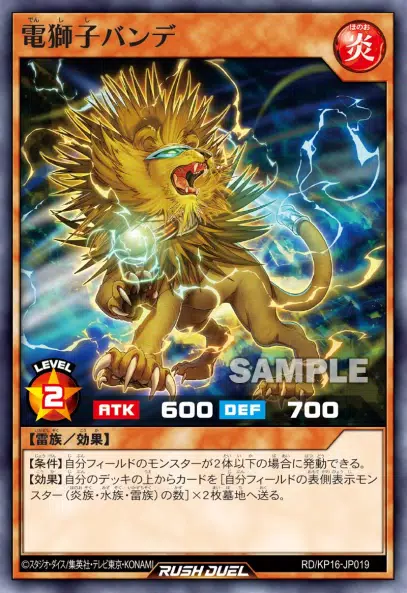 電獅子バンデ
炎
SAMPLE
LEVEL
2
ATK 600 DEF 700
【雷族／効果】
【条件】自分フィールドのモンスターが２体以下の場合に発動できる。
【効果】自分のデッキの上からカードを［自分フィールドの表側表示モン
スター（炎族・水族・雷族）の数］×２枚墓地へ送る。
©スタジオ・ダイス/集英社・テレビ東京・KONAMI
RUSH DUEL
RD/KP16-JP019